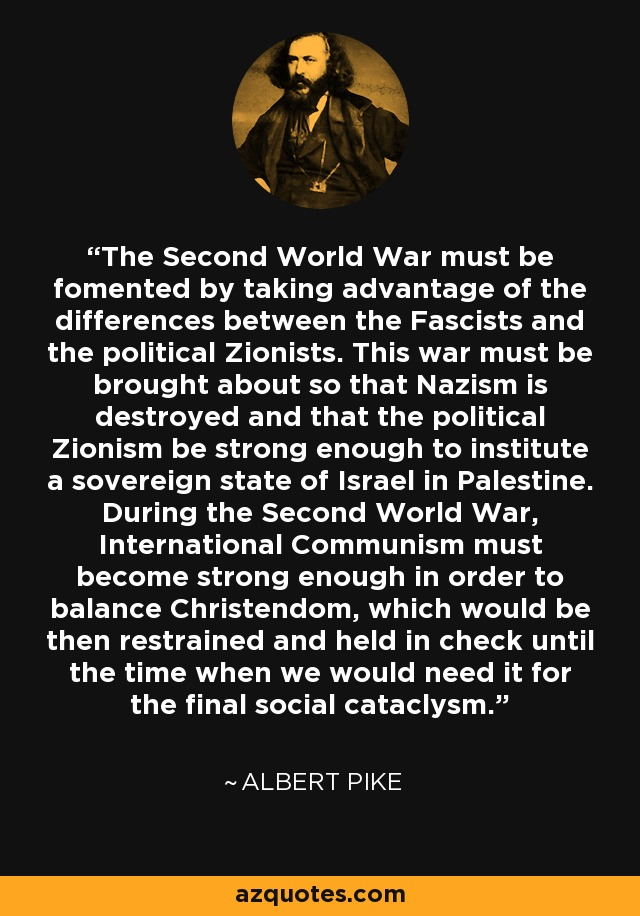 “The Second World War must be
fomented by taking advantage of the
differences between the Fascists and
the political Zionists. This war must be
brought about so that Nazism is
destroyed and that the political
Zionism be strong enough to institute
a sovereign state of Israel in Palestine.
During the Second World War,
International Communism must
become strong enough in order to
balance Christendom, which would be
then restrained and held in check until
the time when we would need it for
the final social cataclysm.”
~ ALBERT PIKE
azquotes.com